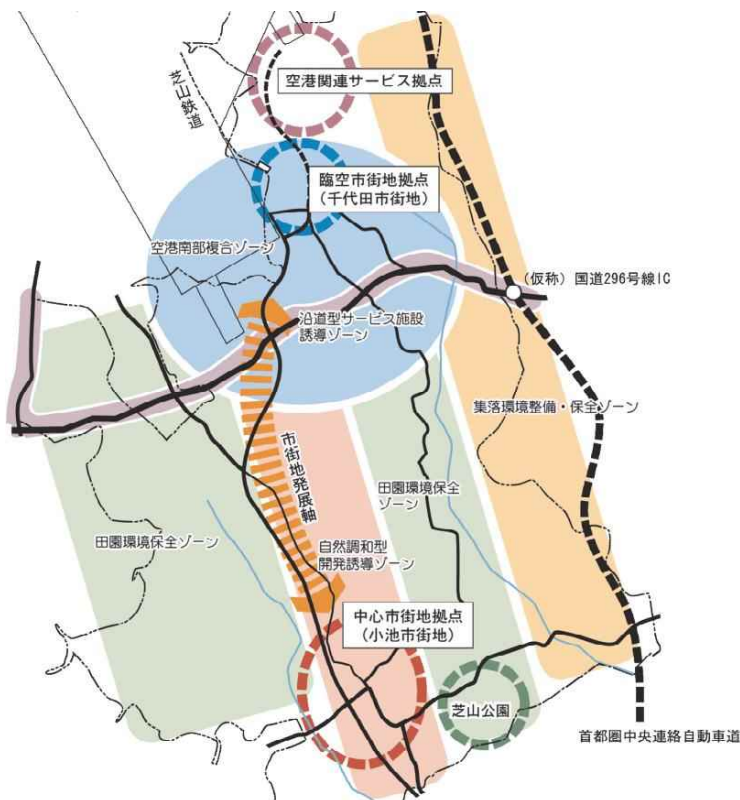 空港関連サービス拠点
芝山鉄道
臨空市街地拠点
（千代田市街地）
空港南部複合ゾーン
（仮称）国道296号線IC
沿道型サービス施設
誘導ゾーン
集落環境整備・保全ゾーン
市街地発展軸
田園環境保全
ゾーン
田園環境保全ゾーン
自然調和型
開発誘導ゾーン
中心市街地拠点
（小池市街地）
芝山公園
首都圏中央連絡自動車道